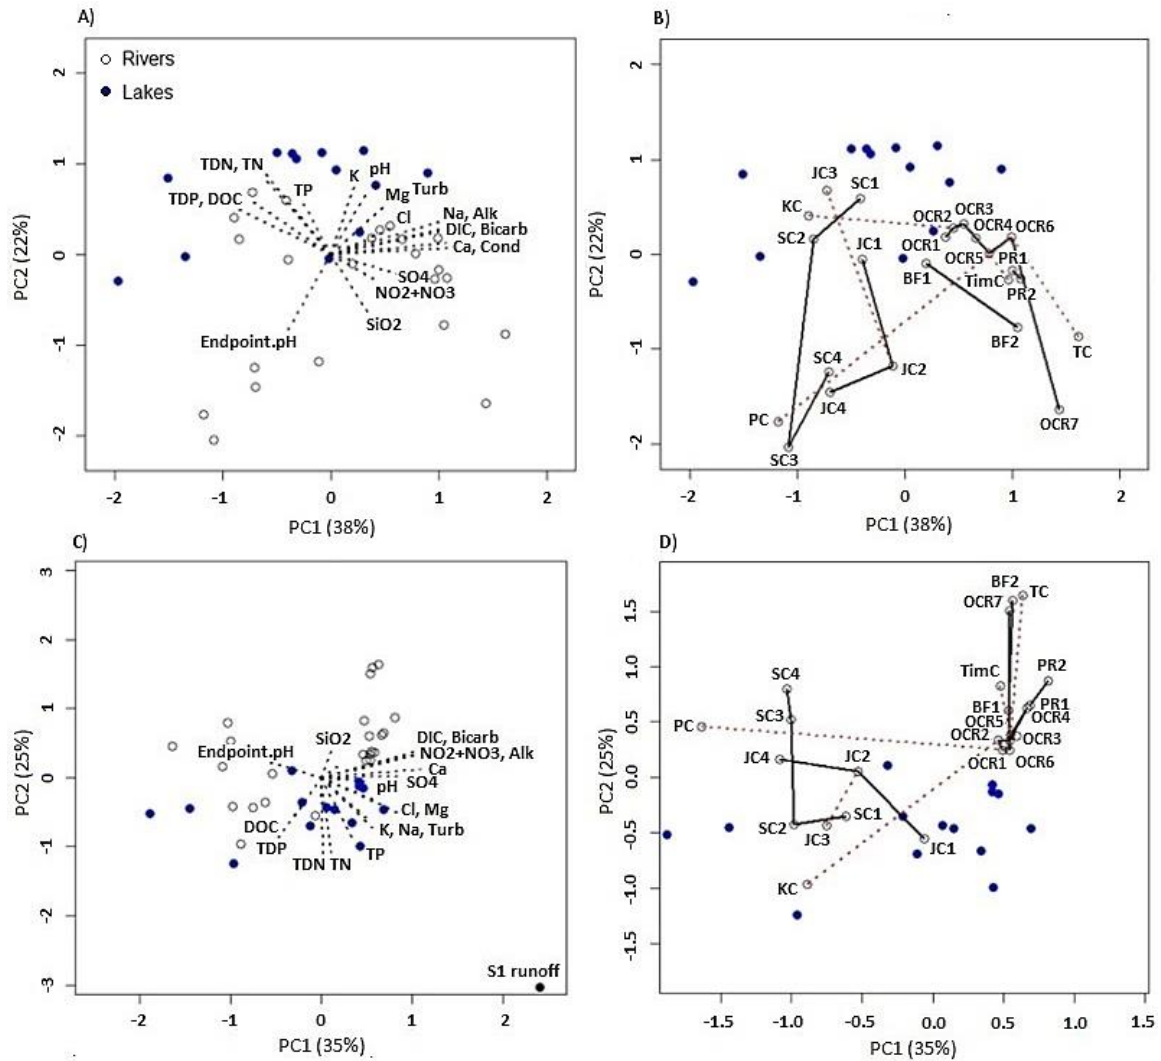 A)
Rivers
Lakes
2
1
0
-1
-2
PC2 (22%)
TDN, TN
TDP, DOC
TP
K
pH
Mg
Turb
Cl
Na, Alk
DIC, Bicarb
Ca, Cond
SO4
NO2+NO3
SiO2
Endpoint.pH
-2
-1
0
1
2
PC1 (38%)
B)
2
1
0
-1
-2
PC2 (22%)
JC3
SC1
KC
SC2
JC1
OCR2
OCR3
OCR4
OCR6
OCR1
OCR5
PR1
BF1
TimC
PR2
BF2
TC
SC4
JC2
JC4
PC
SC3
OCR7
-2
-1
0
1
2
PC1 (38%)
C)
3
2
1
0
-1
-2
-3
PC2 (25%)
Endpoint.pH
SiO2
DIC, Bicarb
NO2+NO3, Alk
Ca
SO4
pH
Cl, Mg
K, Na, Turb
DOC
TDP
TDN TN
TP
S1 runoff
-2
-1
0
1
2
PC1 (35%)
D)
1.5
1.0
0.5
0.0
-0.5
-1.0
-1.5
PC2 (25%)
BF2
TC
OCR7
TimC
PR2
SC4
BF1
PR1
PC
SC3
OCR5
OCR4
OCR2
OCR3
JC4
JC2
OCR1
OCR6
SC2
SC1
JC3
JC1
KC
-1.5
-1.0
-0.5
0.0
0.5
1.0
1.5
PC1 (35%)